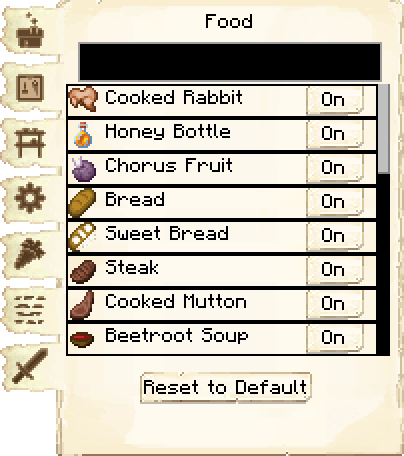 Food
Cooked Rabbit On
Honey Bottle On
Chorus Fruit On
Bread On
Sweet Bread On
Steak On
Cooked Mutton On
Beetroot Soup On
Reset to Default